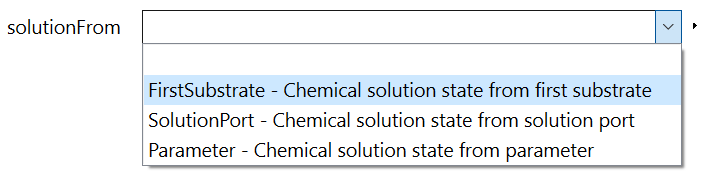 solutionFrom
FirstSubstrate - Chemical solution state from first substrate
SolutionPort - Chemical solution state from solution port
Parameter - Chemical solution state from parameter